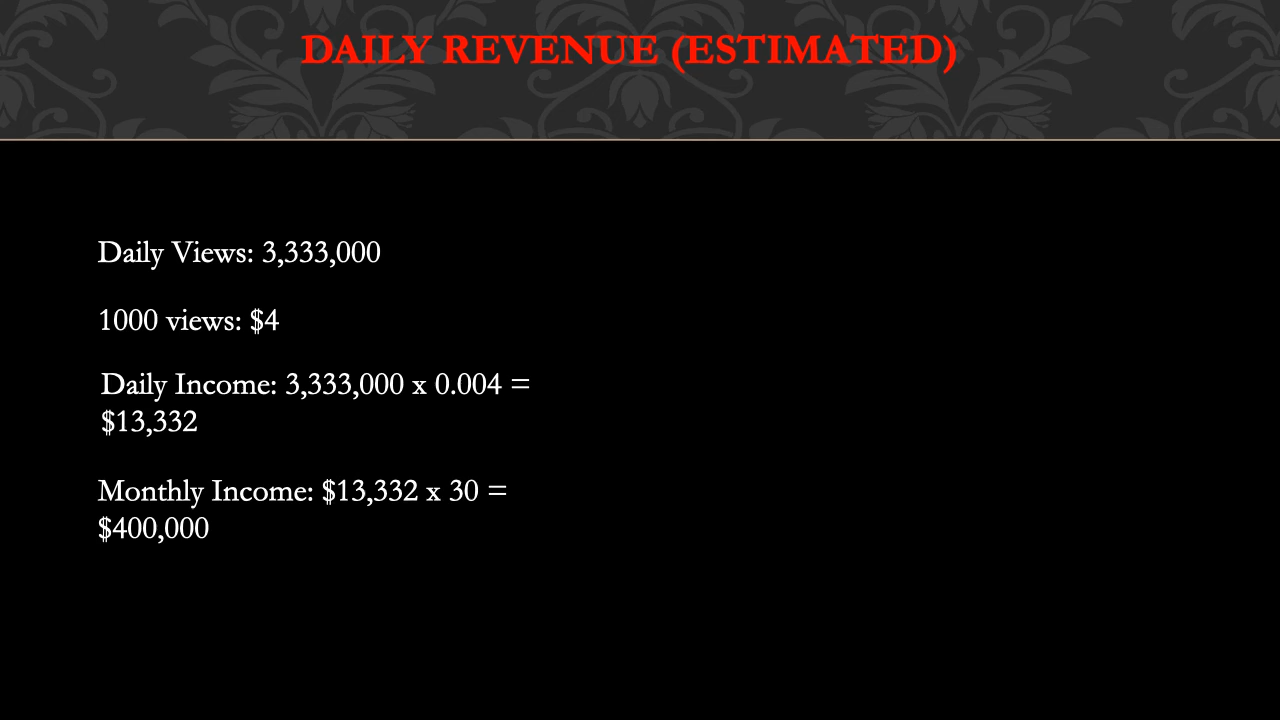 DAILY REVENUE (ESTIMATED)
Daily Views: 3,333,000
1000 views: $4
Daily Income: 3,333,000 x 0.004 =
$13,332
Monthly Income: $13,332 x 30 =
$400,000